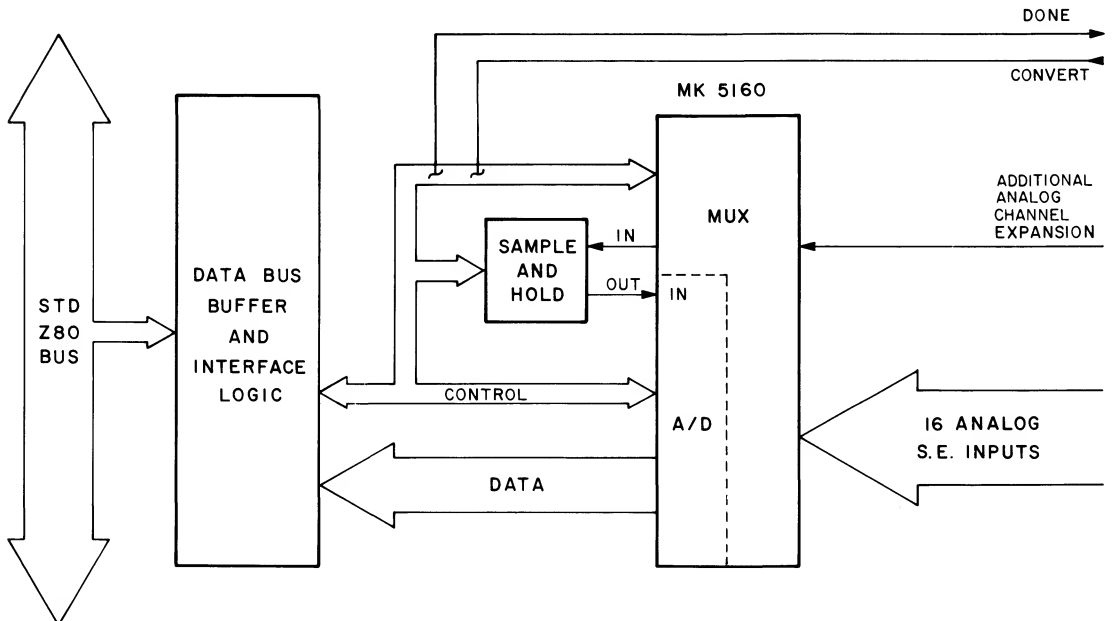 DONE
CONVERT
MK 5160
ADDITIONAL
ANALOG
CHANNEL
EXPANSION
MUX
IN
SAMPLE
AND
HOLD
OUT
IN
DATA BUS
BUFFER
AND
INTERFACE
LOGIC
STD
Z80
BUS
CONTROL
A/D
16 ANALOG
S.E. INPUTS
DATA